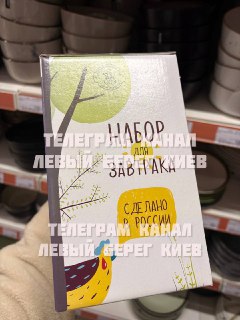 НАБОР
ДЛЯ
ЗАВТРАКА
ТЕЛЕГРАМ КАНАЛ
ЛЕВЫЙ БЕРЕГ КИЕВ
СДЕЛАНО
В РОССИИ
ТЕЛЕГРАМ КАНАЛ
ЛЕВЫЙ БЕРЕГ КИЕВ